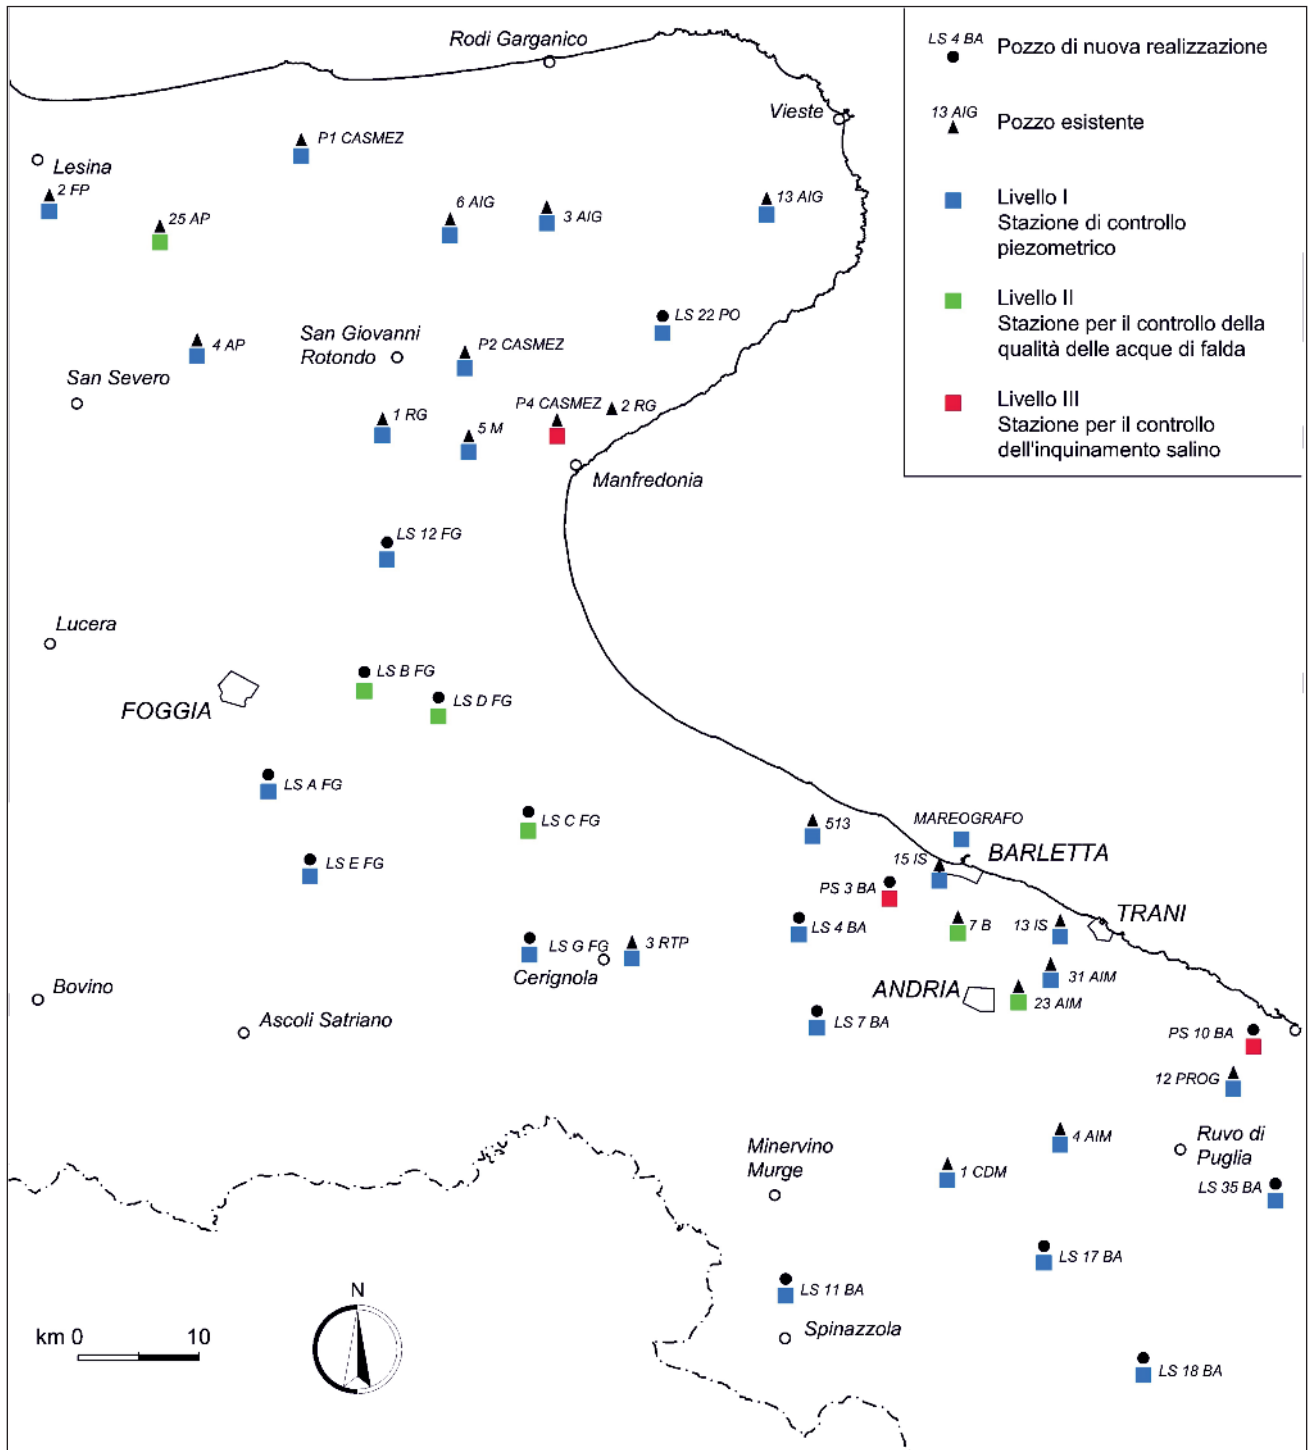 Rodi Garganico
LS 4 BA
Pozzo di nuova realizzazione
Vieste
13 AIG
Pozzo esistente
P1 CASMEZ
Lesina
2 FP
25 AP
6 AIG
3 AIG
13 AIG
Livello I
Stazione di controllo
piezometrico
Livello II
Stazione per il controllo della
qualità delle acque di falda
LS 22 PO
4 AP
San Giovanni
Rotondo
P2 CASMEZ
San Severo
Livello III
Stazione per il controllo
dell'inquinamento salino
1 RG
5 M
P4 CASMEZ
2 RG
Manfredonia
LS 12 FG
Lucera
LS B FG
LS D FG
FOGGIA
LS A FG
LS C FG
513
MAREOGRAFO
BARLETTA
LS E FG
15 IS
PS 3 BA
TRANI
LS 4 BA
7 B
13 IS
LS G FG
3 RTP
Cerignola
31 AIM
ANDRIA
23 AIM
Bovino
Ascoli Satriano
LS 7 BA
PS 10 BA
12 PROG
4 AIM
Ruvo di
Puglia
Minervino
Murge
1 CDM
LS 35 BA
LS 17 BA
LS 11 BA
N
Spinazzola
km 0 10
LS 18 BA